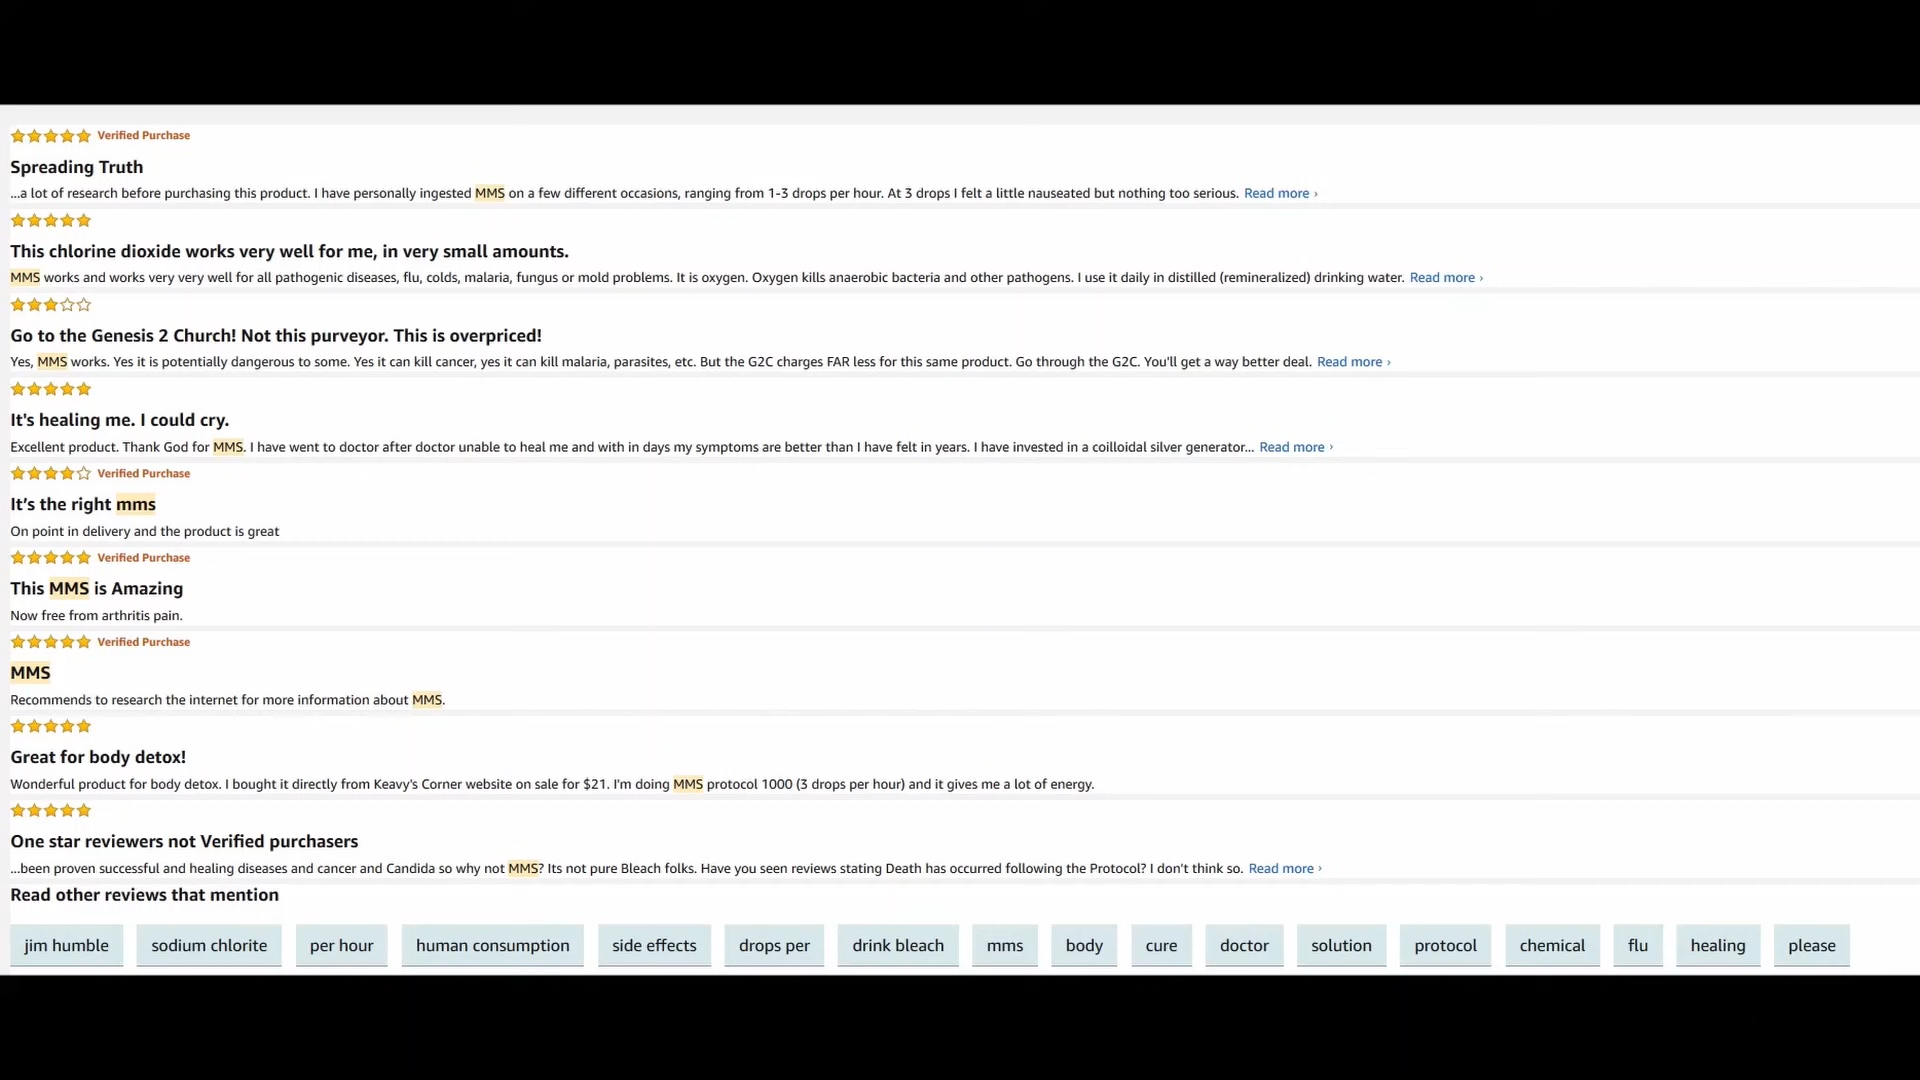 Verified Purchase
Spreading Truth
...a lot of research before purchasing this product. I have personally ingested MMS on a few different occasions, ranging from 1-3 drops per hour. At 3 drops I felt a little nauseated but nothing too serious. Read more ›
This chlorine dioxide works very well for me, in very small amounts.
MMS works and works very very well for all pathogenic diseases, flu, colds, malaria, fungus or mold problems. It is oxygen. Oxygen kills anaerobic bacteria and other pathogens. I use it daily in distilled (remineralized) drinking water. Read more ›
Go to the Genesis 2 Church! Not this purveyor. This is overpriced!
Yes, MMS works. Yes it is potentially dangerous to some. Yes it can kill cancer, yes it can kill malaria, parasites, etc. But the G2C charges FAR less for this same product. Go through the G2C. You'll get a way better deal. Read more ›
It's healing me. I could cry.
Excellent product. Thank God for MMS. I have went to doctor after doctor unable to heal me and with in days my symptoms are better than I have felt in years. I have invested in a coilloidal silver generator... Read more ›
Verified Purchase
It’s the right mms
On point in delivery and the product is great
Verified Purchase
This MMS is Amazing
Now free from arthritis pain.
Verified Purchase
MMS
Recommends to research the internet for more information about MMS.
Great for body detox!
Wonderful product for body detox. I bought it directly from Keavy's Corner website on sale for $21. I'm doing MMS protocol 1000 (3 drops per hour) and it gives me a lot of energy.
One star reviewers not Verified purchasers
...been proven successful and healing diseases and cancer and Candida so why not MMS? Its not pure Bleach folks. Have you seen reviews stating Death has occurred following the Protocol? I don't think so. Read more ›
Read other reviews that mention
jim humble sodium chlorite per hour human consumption side effects drops per drink bleach mms body cure doctor solution protocol chemical flu healing please